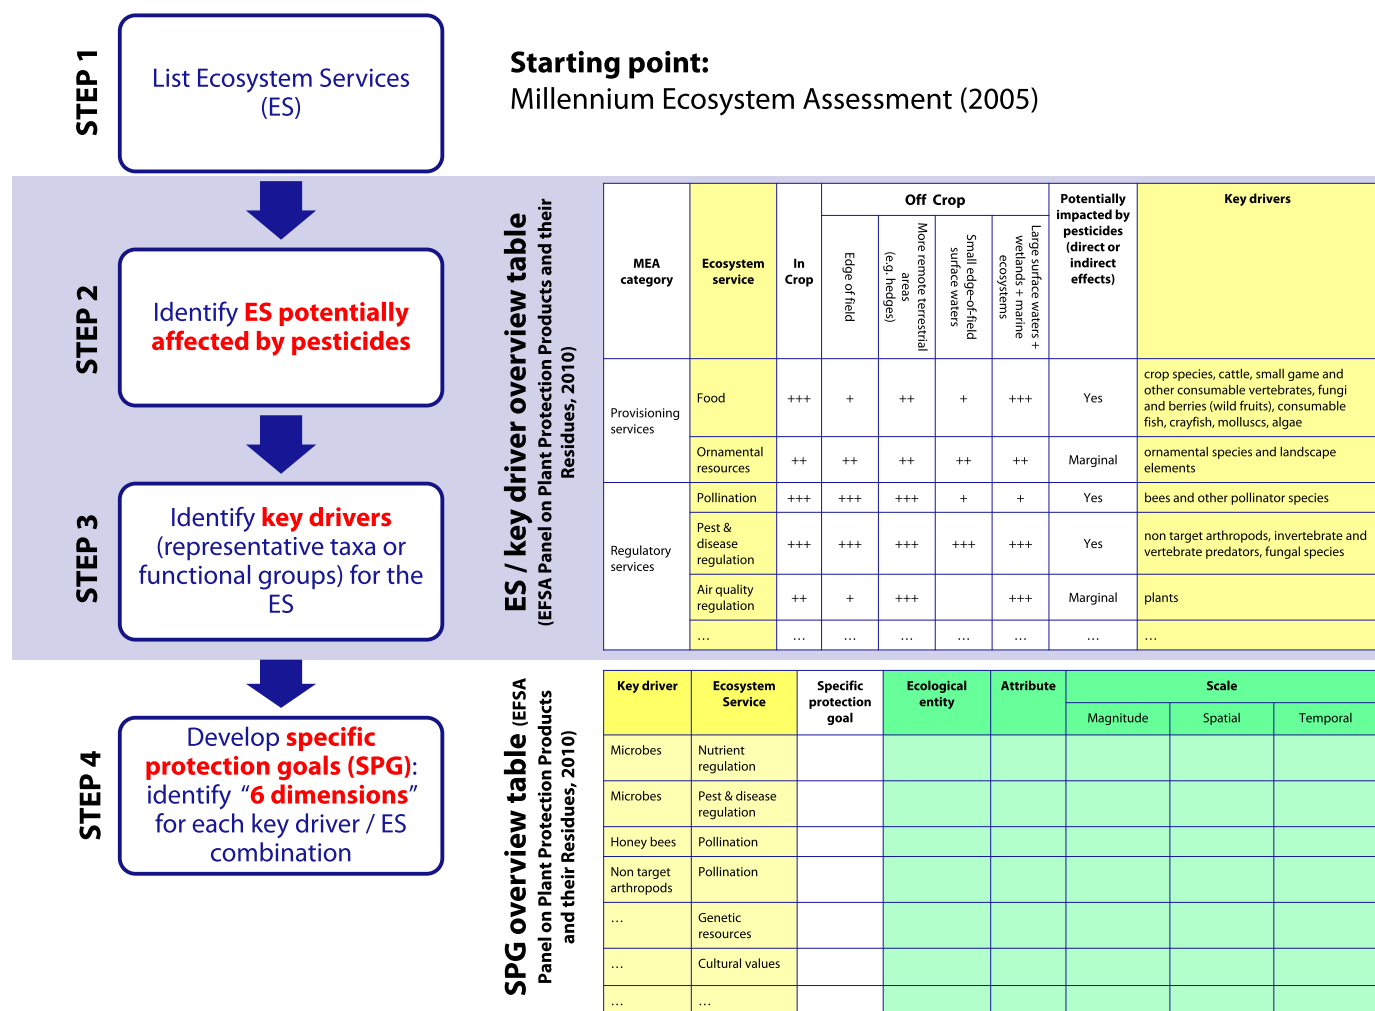 STEP 1
List Ecosystem Services
(ES)
Starting point:
Millennium Ecosystem Assessment (2005)
STEP 2
Identify ES potentially
affected by pesticides
STEP 3
Identify key drivers
(representative taxa or
functional groups) for the
ES
STEP 4
Develop specific
protection goals (SPG):
identify “6 dimensions”
for each key driver / ES
combination
ES / key driver overview table
(EFSA Panel on Plant Protection Products and their
Residues, 2010)
MEA
category
Ecosystem
service
In
Crop
Off Crop
Edge of field
More remote terrestrial
areas
(e.g. hedges)
Small edge-of-field
surface waters
Large surface waters +
wetlands + marine
ecosystems
Potentially
impacted by
pesticides
(direct or
indirect
effects)
Key drivers
Provisioning
services
Food
+++
+
++
+
+++
Yes
crop species, cattle, small game and
other consumable vertebrates, fungi
and berries (wild fruits), consumable
fish, crayfish, molluscs, algae
Ornamental
resources
++
++
++
++
++
Marginal
ornamental species and landscape
elements
Regulatory
services
Pollination
+++
+++
+++
+
+
Yes
bees and other pollinator species
Pest &
disease
regulation
+++
+++
+++
+++
+++
Yes
non target arthropods, invertebrate and
vertebrate predators, fungal species
Air quality
regulation
++
+
+++
+++
Marginal
plants
…
…
…
…
…
…
…
…
SPG overview table (EFSA
Panel on Plant Protection Products
and their Residues, 2010)
Key driver
Ecosystem
Service
Specific
protection
goal
Ecological
entity
Attribute
Scale
Magnitude
Spatial
Temporal
Microbes
Nutrient
regulation
Microbes
Pest & disease
regulation
Honey bees
Pollination
Non target
arthropods
Pollination
…
Genetic
resources
…
Cultural values
…
…